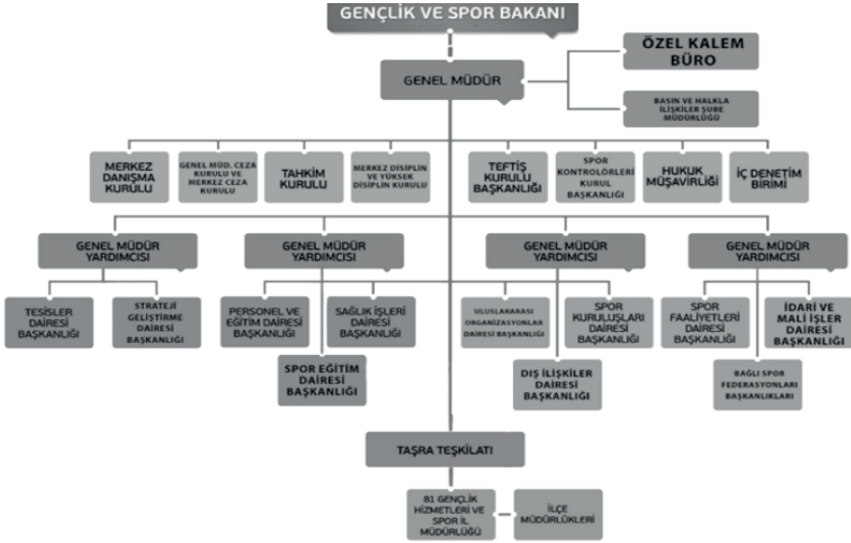 GENÇLİK VE SPOR BAKANI
GENEL MÜDÜR
ÖZEL KALEM
BÜRO
BASIN VE HALKLA
İLİŞKİLER ŞUBE
MÜDÜRLÜĞÜ
MERKEZ
DANIŞMA
KURULU
GENEL MÜD. CEZA
KURULU VE
MERKEZ CEZA
KURULU
TAHKİM
KURULU
MERKEZ DİSİPLİN
VE YÜKSEK
DİSİPLİN KURULU
TEFTİŞ
KURULU
BAŞKANLIĞI
SPOR
KONTROLÖRLERİ
KURUL
BAŞKANLIĞI
HUKUK
MÜŞAVİRLİĞİ
İÇ DENETİM
BİRİMİ
GENEL MÜDÜR
YARDIMCISI
GENEL MÜDÜR
YARDIMCISI
GENEL MÜDÜR
YARDIMCISI
GENEL MÜDÜR
YARDIMCISI
TESİSLER
DAİRESİ
BAŞKANLIĞI
STRATEJİ
GELİŞTİRME
DAİRESİ
BAŞKANLIĞI
PERSONEL VE
EĞİTİM DAİRESİ
BAŞKANLIĞI
SAĞLIK İŞLERİ
DAİRESİ
BAŞKANLIĞI
ULUSLARARASI
ORGANİZASYONLAR
DAİRESİ BAŞKANLIĞI
SPOR
KURULUŞLARI
DAİRESİ
BAŞKANLIĞI
SPOR
FAALİYETLERİ
DAİRESİ
BAŞKANLIĞI
İDARİ VE
MALİ İŞLER
DAİRESİ
BAŞKANLIĞI
SPOR EĞİTİM
DAİRESİ
BAŞKANLIĞI
DIŞ İLİŞKİLER
DAİRESİ
BAŞKANLIĞI
BAĞLI SPOR
FEDERASYONLARI
BAŞKANLIKLARI
TAŞRA TEŞKİLATI
81 GENÇLİK
HİZMETLERİ VE
SPOR İL
MÜDÜRLÜĞÜ
İLÇE
MÜDÜRLÜKLERİ